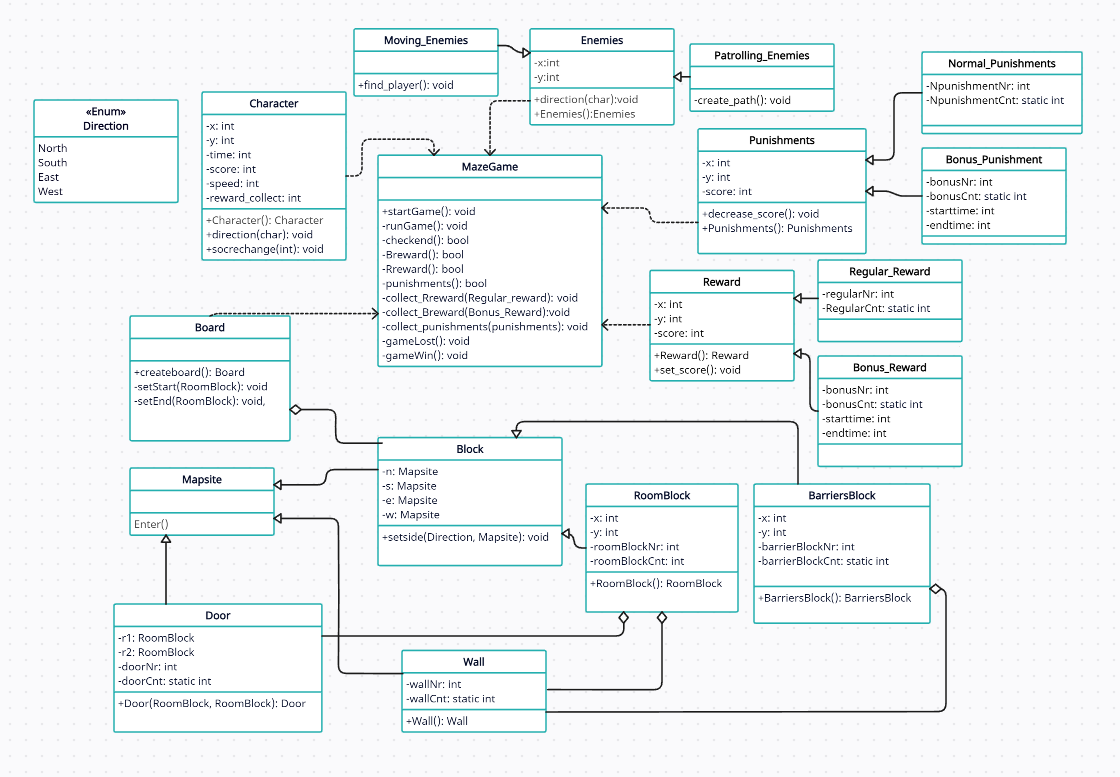 Moving_Enemies
+find_player(): void
Enemies
-x:int
-y:int
+direction(char):void
+Enemies():Enemies
Patrolling_Enemies
-create_path(): void
Normal_Punishments
-NpunishmentNr: int
-NpunishmentCnt: static int
«Enum»
Direction
North
South
East
West
Character
-x: int
-y: int
-time: int
-score: int
-speed: int
-reward_collect: int
+Character(): Character
+direction(char): void
+socrechange(int): void
MazeGame
+startGame(): void
-runGame(): void
-checkend(): bool
-Breward(): bool
-Rreward(): bool
-punishments(): bool
-collect_Rreward(Regular_reward): void
-collect_Breward(Bonus_Reward):void
-collect_punishments(punishments): void
-gameLost(): void
-gameWin(): void
Punishments
-x: int
-y: int
-score: int
+decrease_score(): void
+Punishments(): Punishments
Bonus_Punishment
-bonusNr: int
-bonusCnt: static int
-starttime: int
-endtime: int
Reward
-x: int
-y: int
-score: int
+Reward(): Reward
+set_score(): void
Regular_Reward
-regularNr: int
-RegularCnt: static int
Bonus_Reward
-bonusNr: int
-bonusCnt: static int
-starttime: int
-endtime: int
Board
+createboard(): Board
-setStart(RoomBlock): void
-setEnd(RoomBlock): void,
Mapsite
Enter()
Block
-n: Mapsite
-s: Mapsite
-e: Mapsite
-w: Mapsite
+setside(Direction, Mapsite): void
RoomBlock
-x: int
-y: int
-roomBlockNr: int
-roomBlockCnt: int
+RoomBlock(): RoomBlock
BarriersBlock
-x: int
-y: int
-barrierBlockNr: int
-barrierBlockCnt: static int
+BarriersBlock(): BarriersBlock
Door
-r1: RoomBlock
-r2: RoomBlock
-doorNr: int
-doorCnt: static int
+Door(RoomBlock, RoomBlock): Door
Wall
-wallNr: int
-wallCnt: static int
+Wall(): Wall